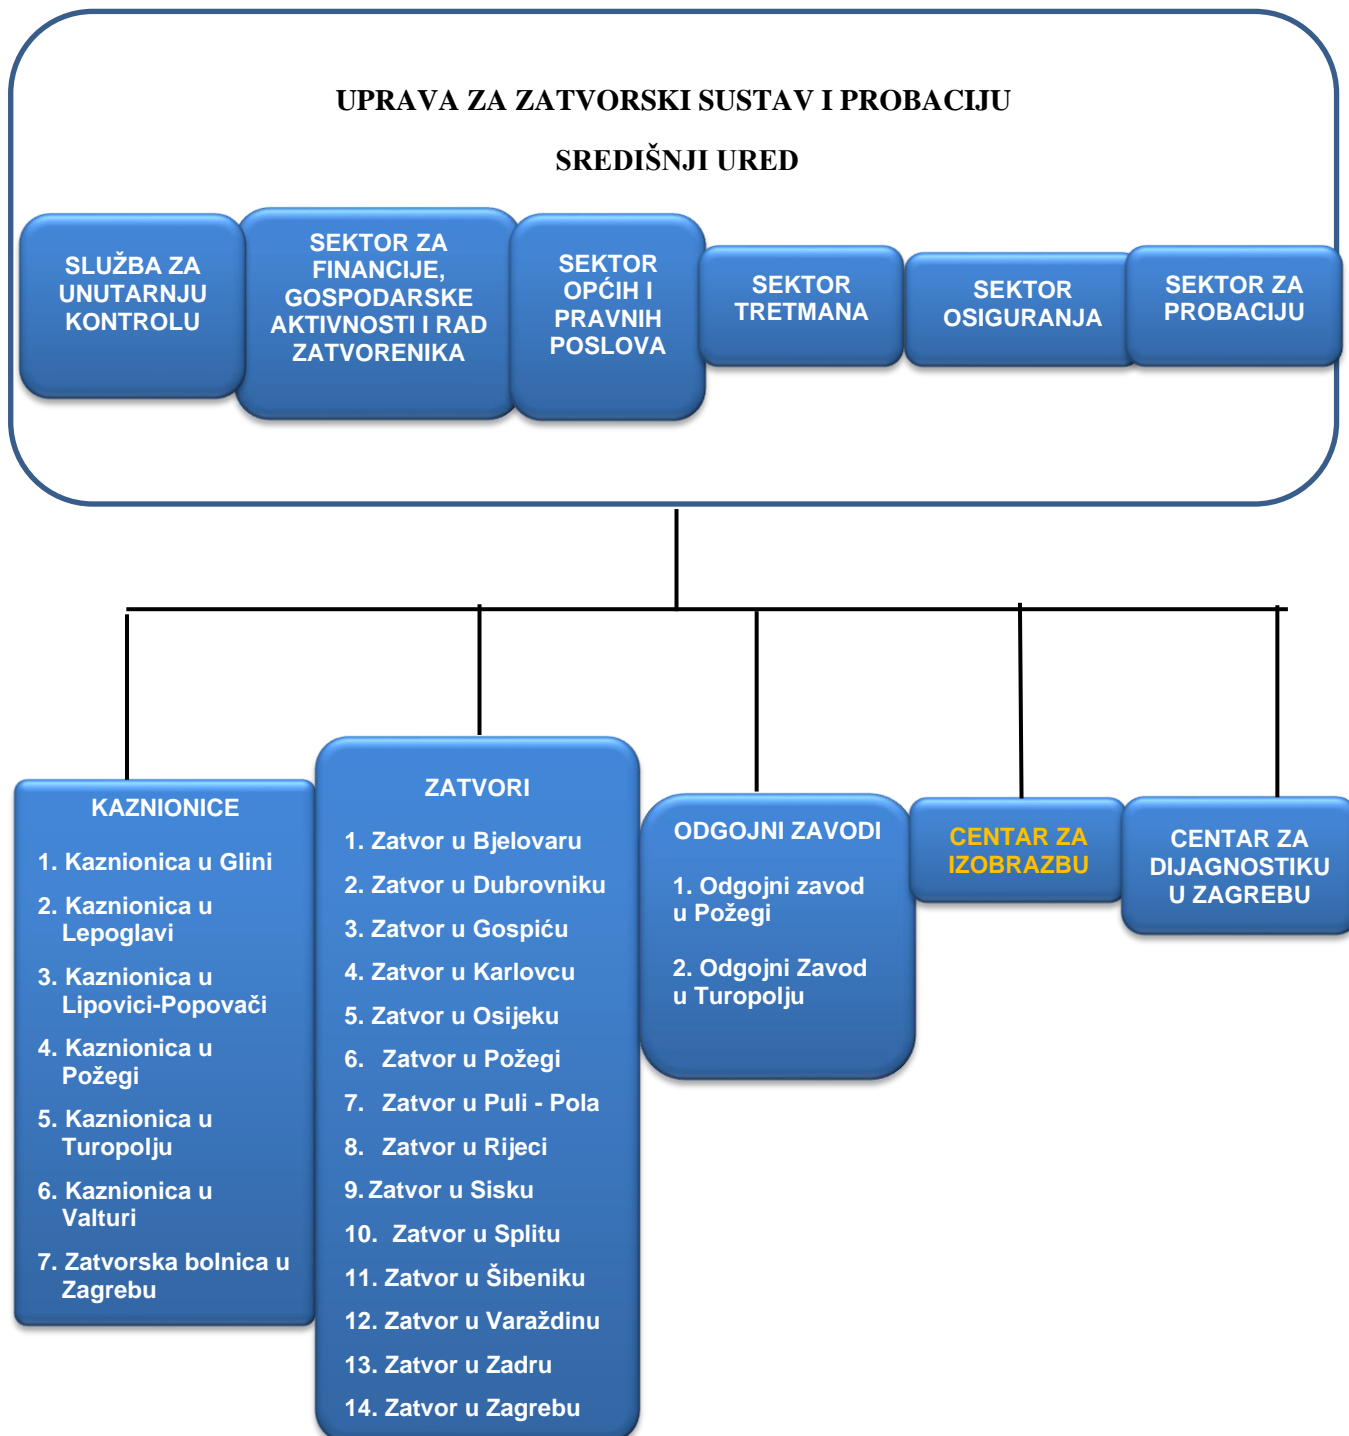 UPRAVA ZA ZATVORSKI SUSTAV I PROBACIJU
SREDIŠNJI URED
SLUŽBA ZA
UNUTARNJU
KONTROLU
SEKTOR ZA
FINANCIJE,
GOSPODARSKE
AKTIVNOSTI I RAD
ZATVORENIKA
SEKTOR
OPĆIH I
PRAVNIH
POSLOVA
SEKTOR
TRETMANA
SEKTOR
OSIGURANJA
SEKTOR ZA
PROBACIJU
KAZNIONICE
1. Kaznionica u Glini
2. Kaznionica u
Lepoglavi
3. Kaznionica u
Lipovici-Popovači
4. Kaznionica u
Požegi
5. Kaznionica u
Turopolju
6. Kaznionica u
Valturi
7. Zatvorska bolnica u
Zagrebu
ZATVORI
1. Zatvor u Bjelovaru
2. Zatvor u Dubrovniku
3. Zatvor u Gospiću
4. Zatvor u Karlovcu
5. Zatvor u Osijeku
6. Zatvor u Požegi
7. Zatvor u Puli - Pola
8. Zatvor u Rijeci
9. Zatvor u Sisku
10. Zatvor u Splitu
11. Zatvor u Šibeniku
12. Zatvor u Varaždinu
13. Zatvor u Zadru
14. Zatvor u Zagrebu
ODGOJNI ZAVODI
1. Odgojni zavod
u Požegi
2. Odgojni Zavod
u Turopolju
CENTAR ZA
IZOBRAZBU
CENTAR ZA
DIJAGNOSTIKU
U ZAGREBU